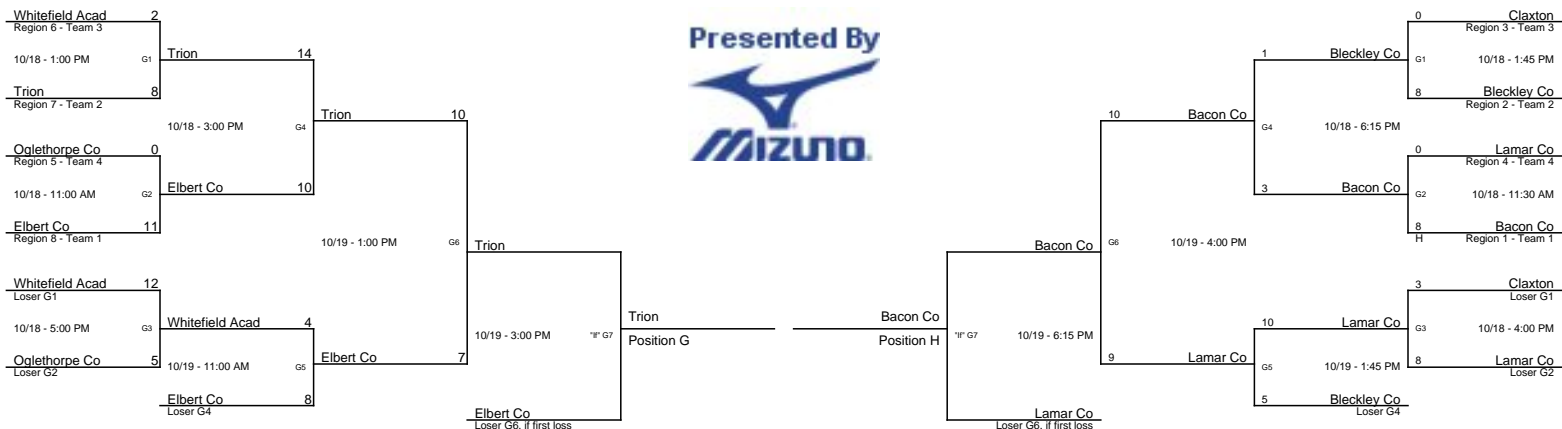 Whitefield Acad 2
Region 6 - Team 3
10/18 - 1:00 PM G1
Trion 8
Region 7 - Team 2
Trion 14
10/18 - 3:00 PM G4
Oglethorpe Co 0
Region 5 - Team 4
10/18 - 11:00 AM G2
Elbert Co 11
Region 8 - Team 1
Elbert Co 10
Trion 10
10/19 - 1:00 PM G6
Whitefield Acad 12
Loser G1
10/18 - 5:00 PM G3
Oglethorpe Co 5
Loser G2
Whitefield Acad 4
10/19 - 11:00 AM G5
Elbert Co 8
Loser G4
Elbert Co 7
Trion
10/19 - 3:00 PM "If" G7
Elbert Co
Loser G6, if first loss
Trion
Position G
Presented By
MIZUNO
Bacon Co
Position H
Bacon Co
"If" G7 10/19 - 6:15 PM
Lamar Co
Loser G6, if first loss
10 Bacon Co
G6 10/19 - 4:00 PM
9 Lamar Co
1 Bleckley Co
G4 10/18 - 6:15 PM
3 Bacon Co
10 Lamar Co
G5 10/19 - 1:45 PM
5 Bleckley Co
Loser G4
0 Claxton
Region 3 - Team 3
G1 10/18 - 1:45 PM
8 Bleckley Co
Region 2 - Team 2
0 Lamar Co
Region 4 - Team 4
G2 10/18 - 11:30 AM
8 Bacon Co
H Region 1 - Team 1
3 Claxton
Loser G1
G3 10/18 - 4:00 PM
8 Lamar Co
Loser G2